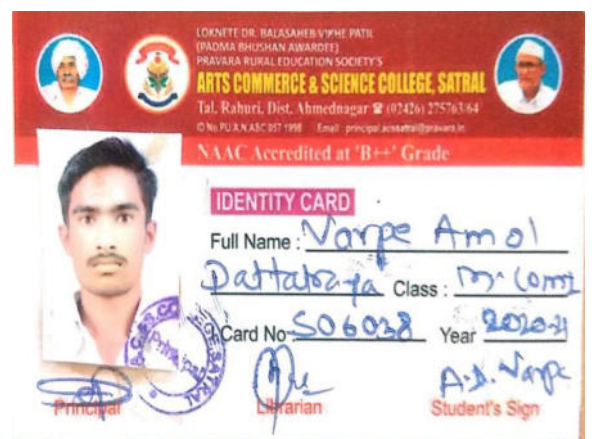 LOKNETE DR. BALASAHEB VIKHE PATIL
(PADMA BHUSHAN AWARDEE)
PRAVARA RURAL EDUCATION SOCIETY'S
ARTS COMMERCE & SCIENCE COLLEGE, SATRAL
Tal. Rahuri, Dist. Ahmednagar ☎ (02426) 275763/64
Email principal.acssatral@pravara.in
NAAC Accredited at 'B++' Grade
IDENTITY CARD
Full Name : Varpe Amol
Dattatraya Class : M. Com I
Card No. S06038 Year 2020-21
A.D. Varpe
Principal Librarian Student's Sign